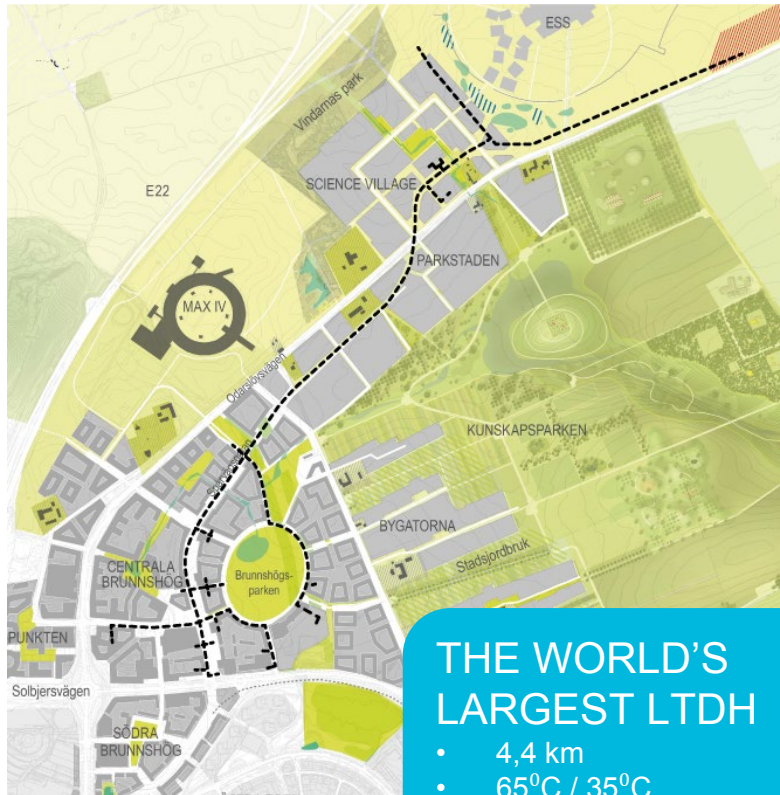 ESS
Vindarnas park
E22
SCIENCE VILLAGE
PARKSTADEN
MAX IV
Odarslövsvägen
KUNSKAPSPARKEN
BYGATORNA
Stadsjordbruk
CENTRALA
BRUNNSHÖG
Brunnshögs-
parken
PUNKTEN
Solbjersvägen
SÖDRA
BRUNNSHÖG
THE WORLD'S
LARGEST LTDH
• 4,4 km
• 65⁰C / 35⁰C